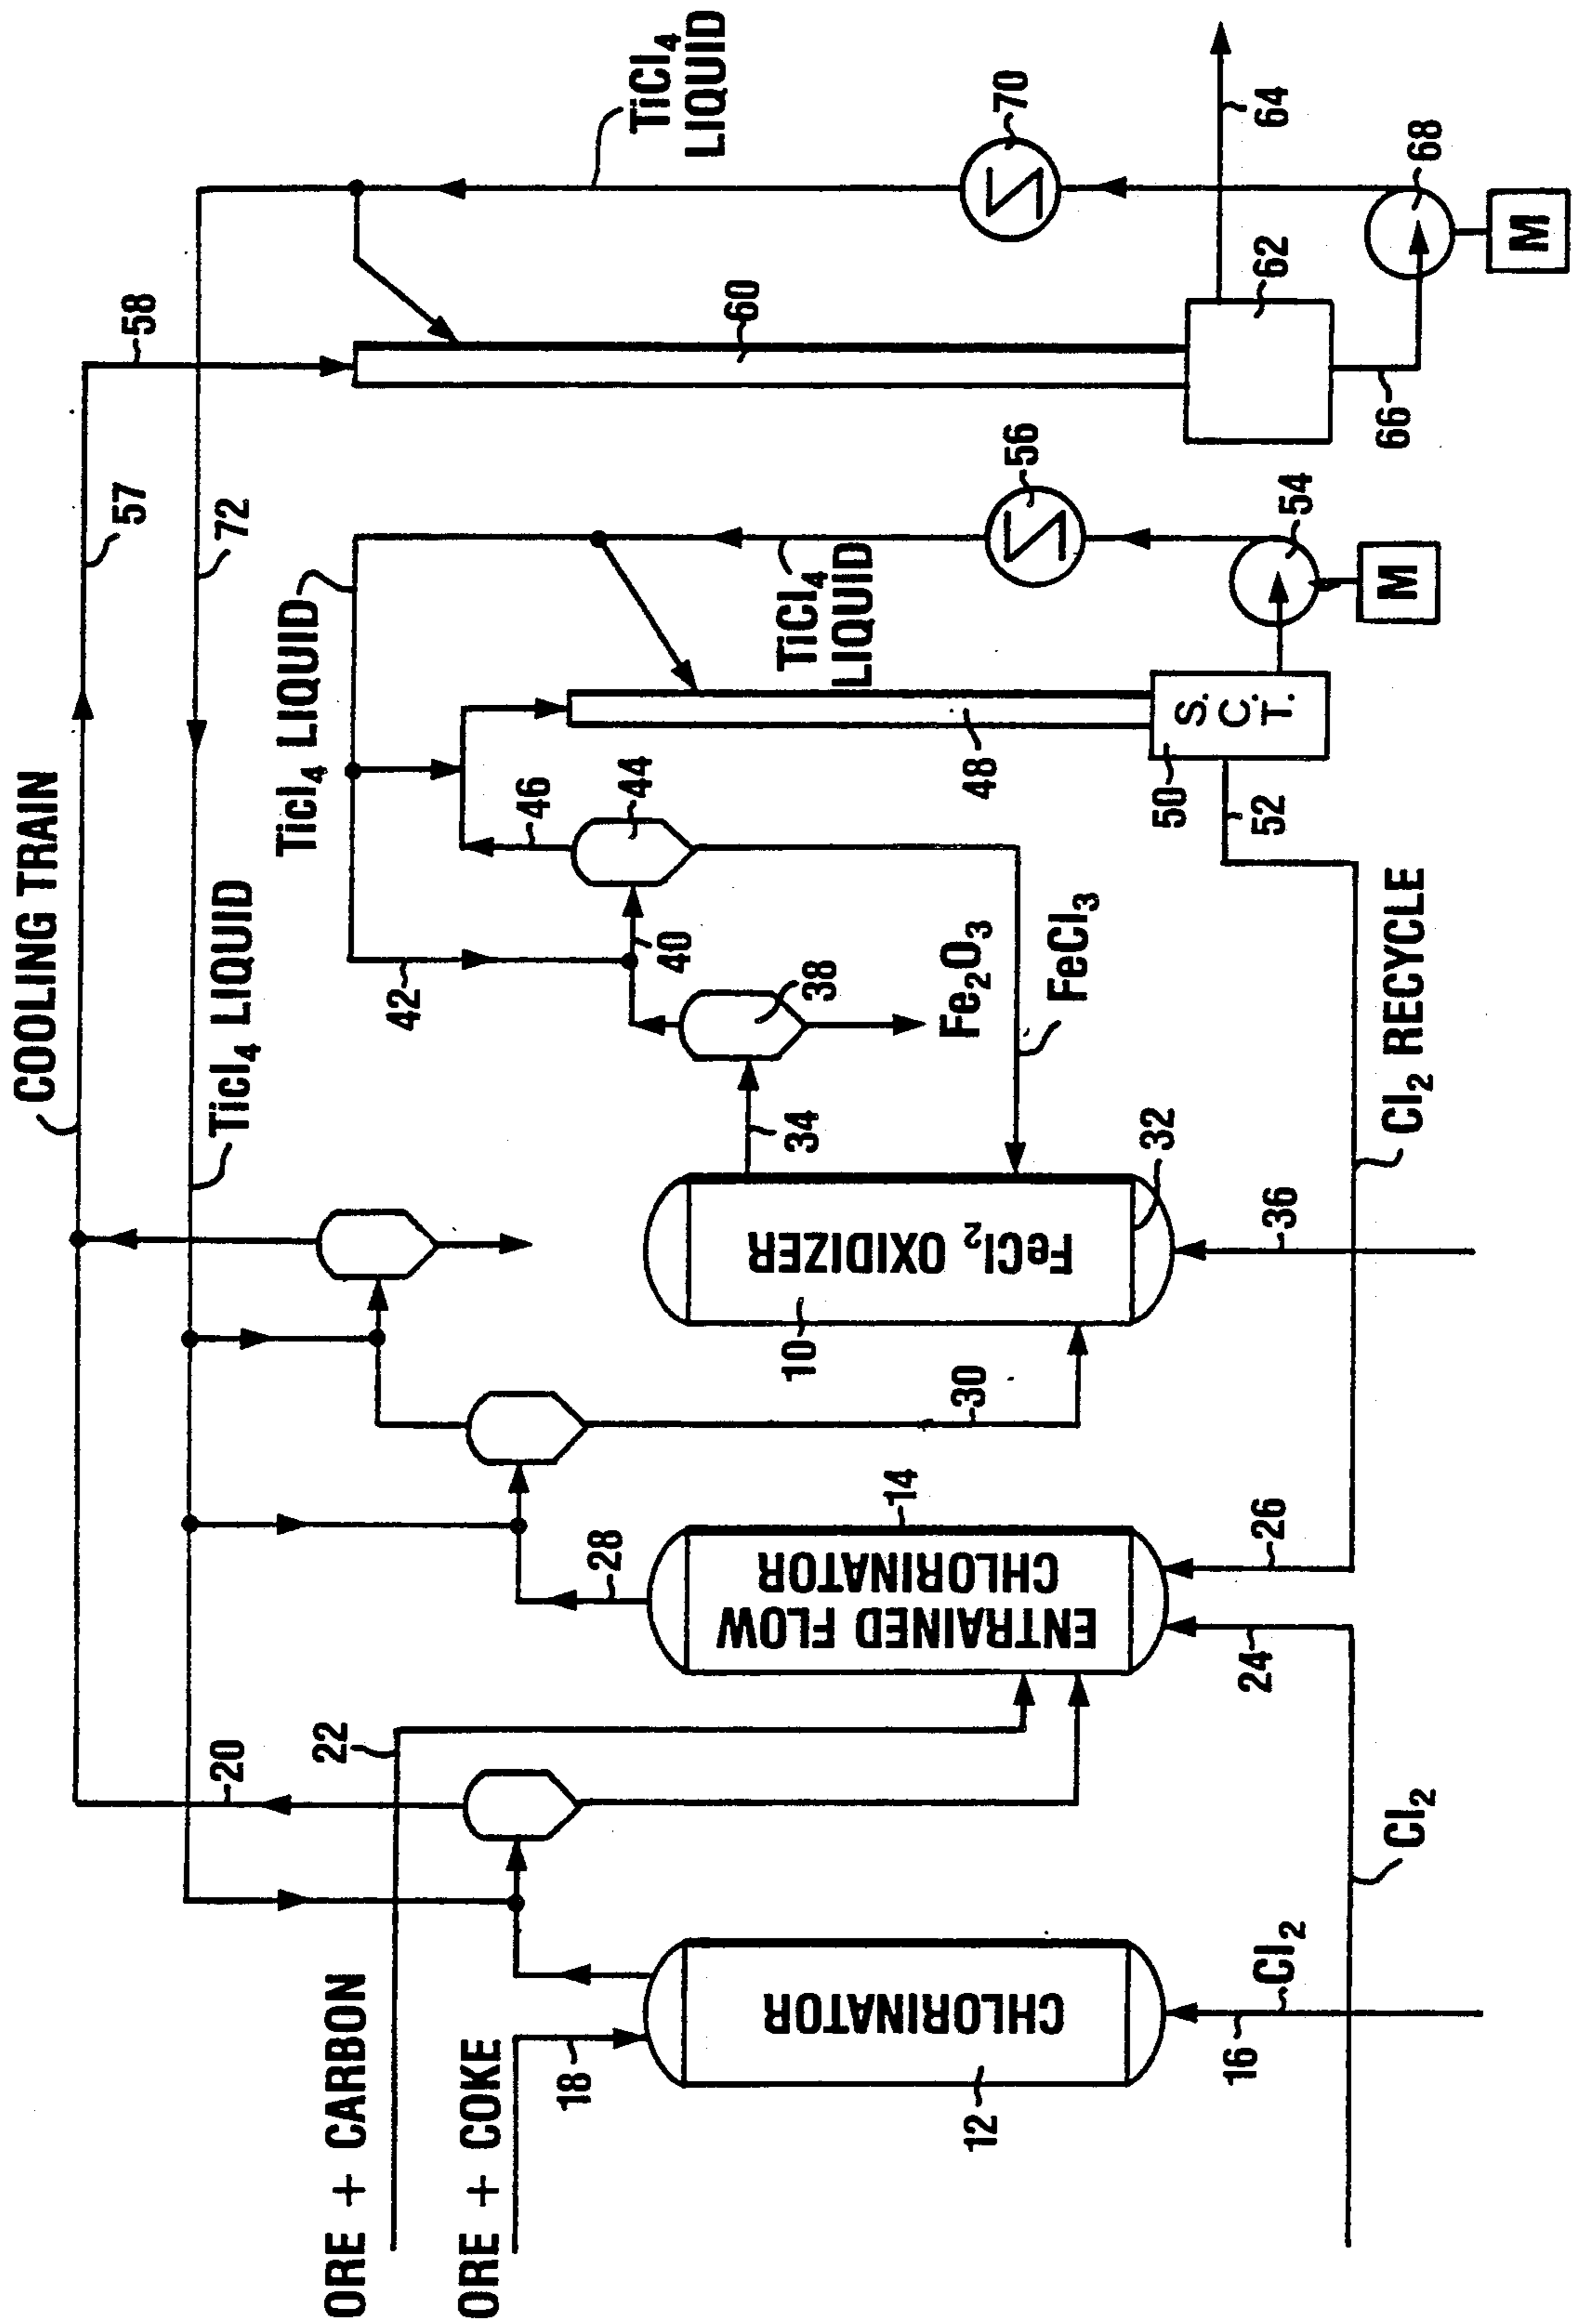 COOLING TRAIN
57
58
TiCl4 LIQUID
72
TiCl4 LIQUID
TiCl4
LIQUID
20
22
ORE + CARBON
ORE + COKE
18
12
CHLORINATOR
16
Cl2
Cl2
28
14
ENTRAINED FLOW
CHLORINATOR
24
26
30
10
FeCl2 OXIDIZER
32
34
36
38
Fe2O3
FeCl3
40
42
44
46
48
TiCl4
LIQUID
50
S.
C.
T.
52
Cl2 RECYCLE
54
M
56
60
62
64
66
68
M
70